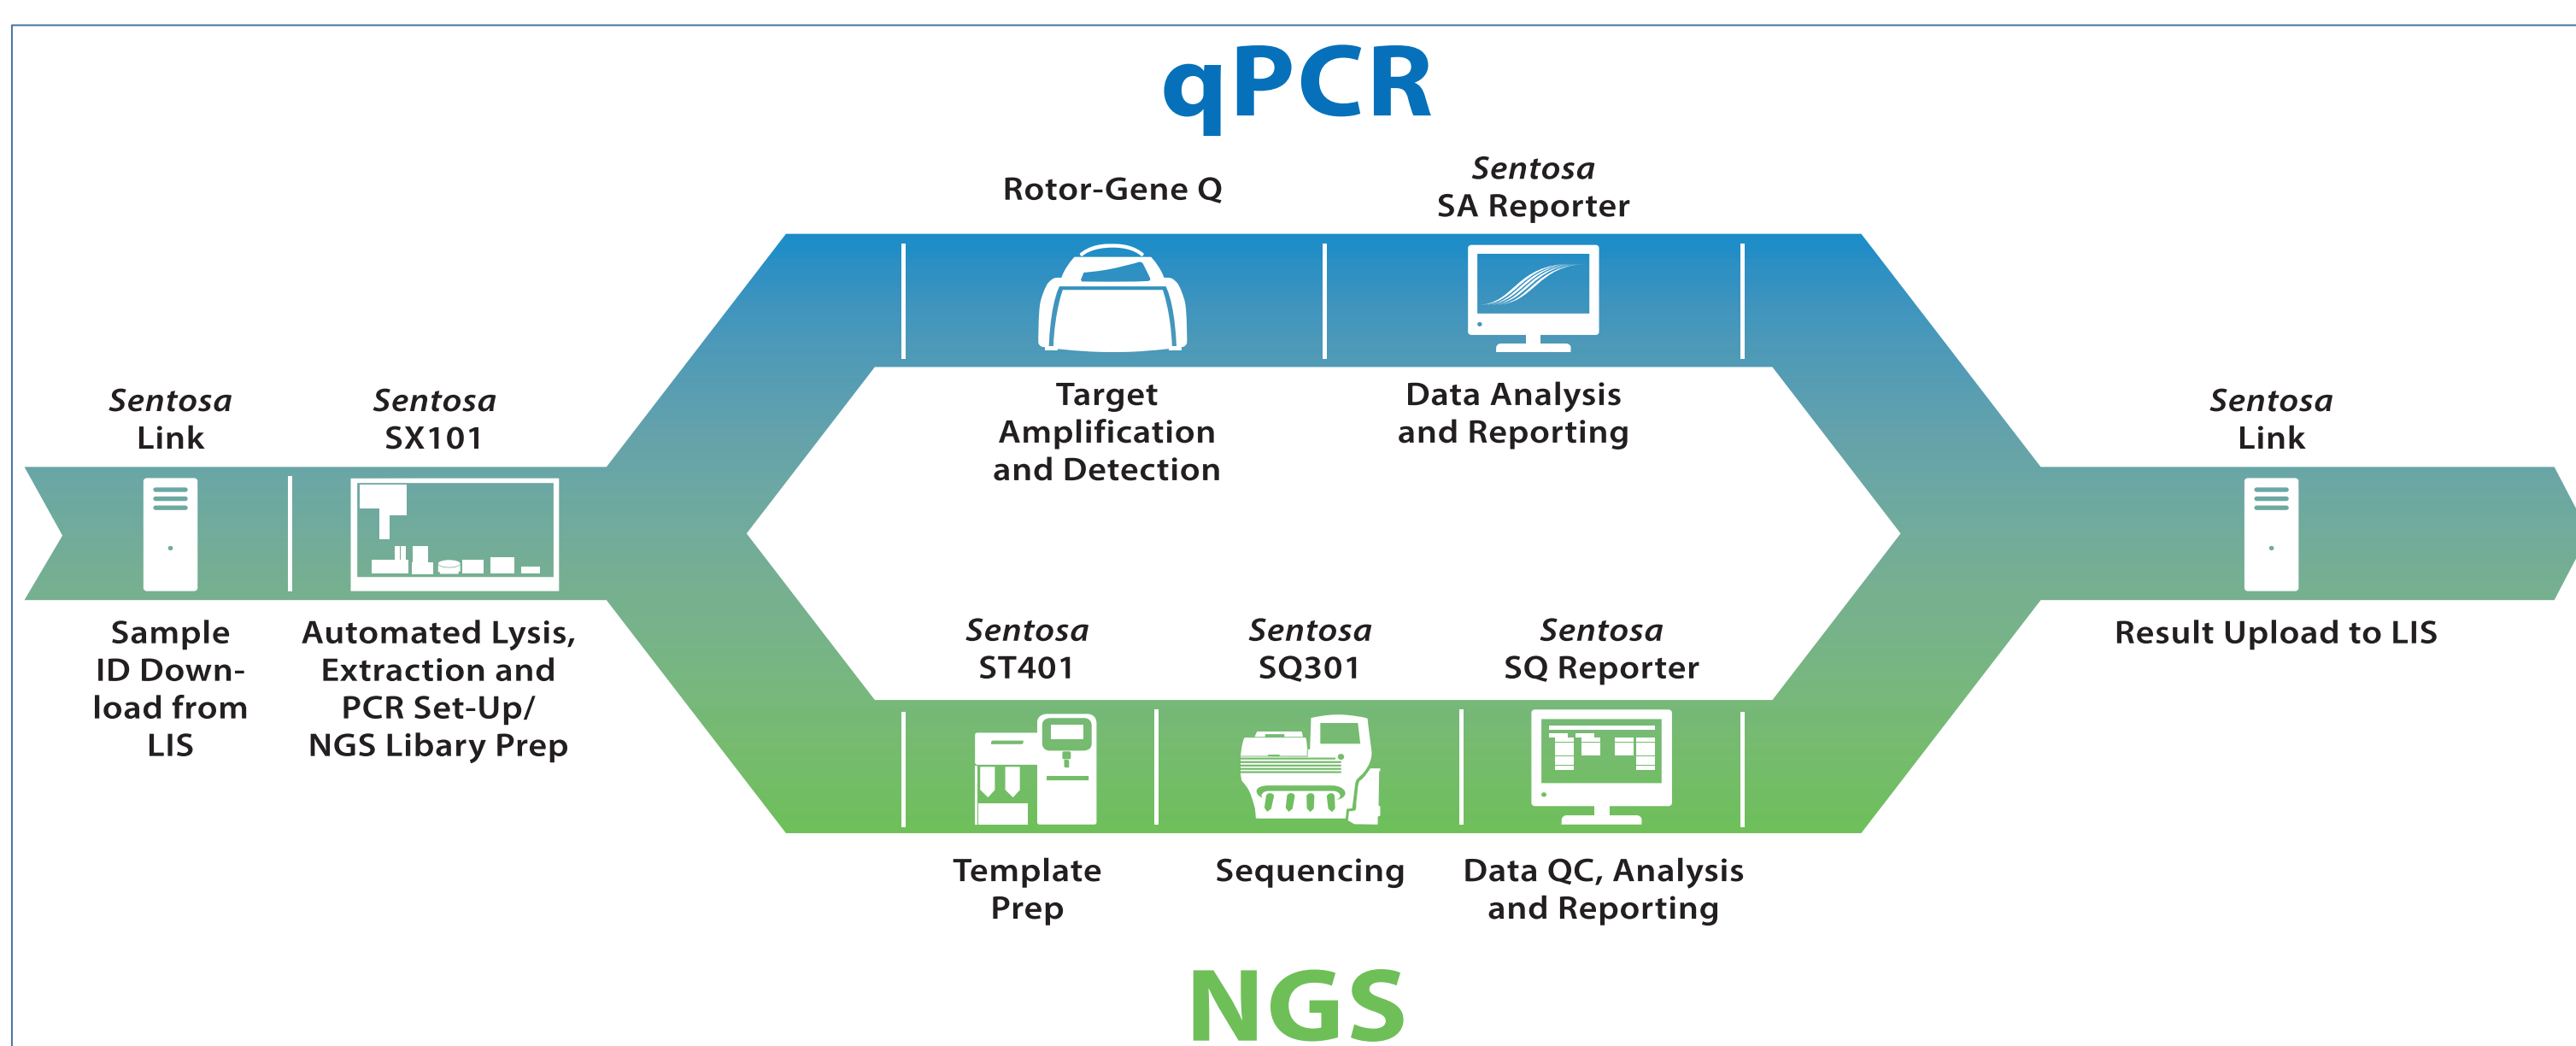 qPCR
Rotor-Gene Q
Sentosa
SA Reporter
Target
Amplification
and Detection
Data Analysis
and Reporting
Sentosa
Link
Sentosa
SX101
Sample
ID Down-
load from
LIS
Automated Lysis,
Extraction and
PCR Set-Up/
NGS Libary Prep
Sentosa
ST401
Sentosa
SQ301
Sentosa
SQ Reporter
Template
Prep
Sequencing
Data QC, Analysis
and Reporting
Sentosa
Link
Result Upload to LIS
NGS